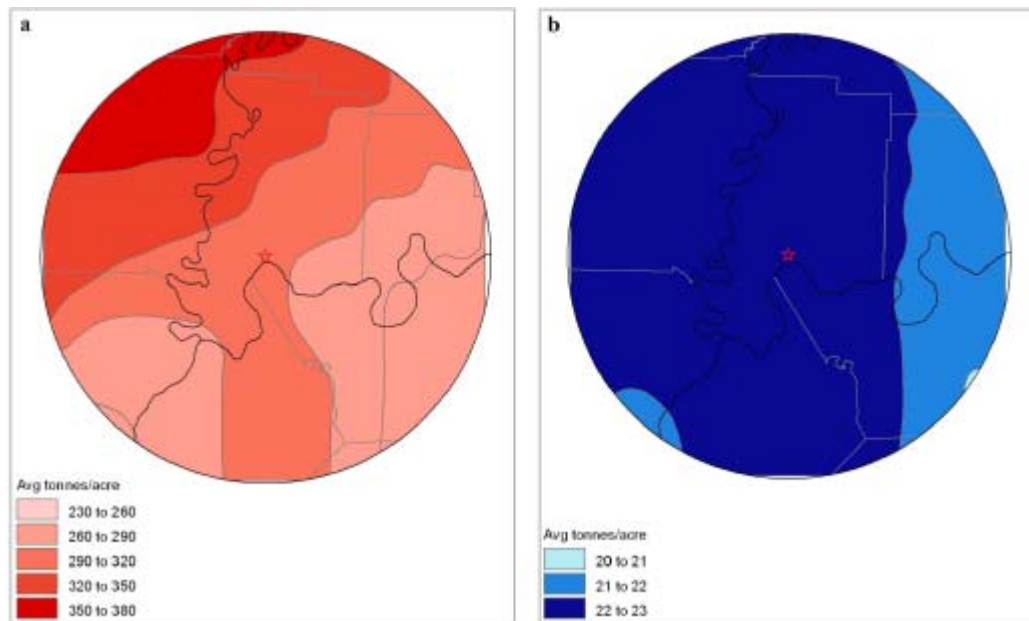 a
Avg tonnes/acre
230 to 260
260 to 290
290 to 320
320 to 350
350 to 380
b
Avg tonnes/acre
20 to 21
21 to 22
22 to 23